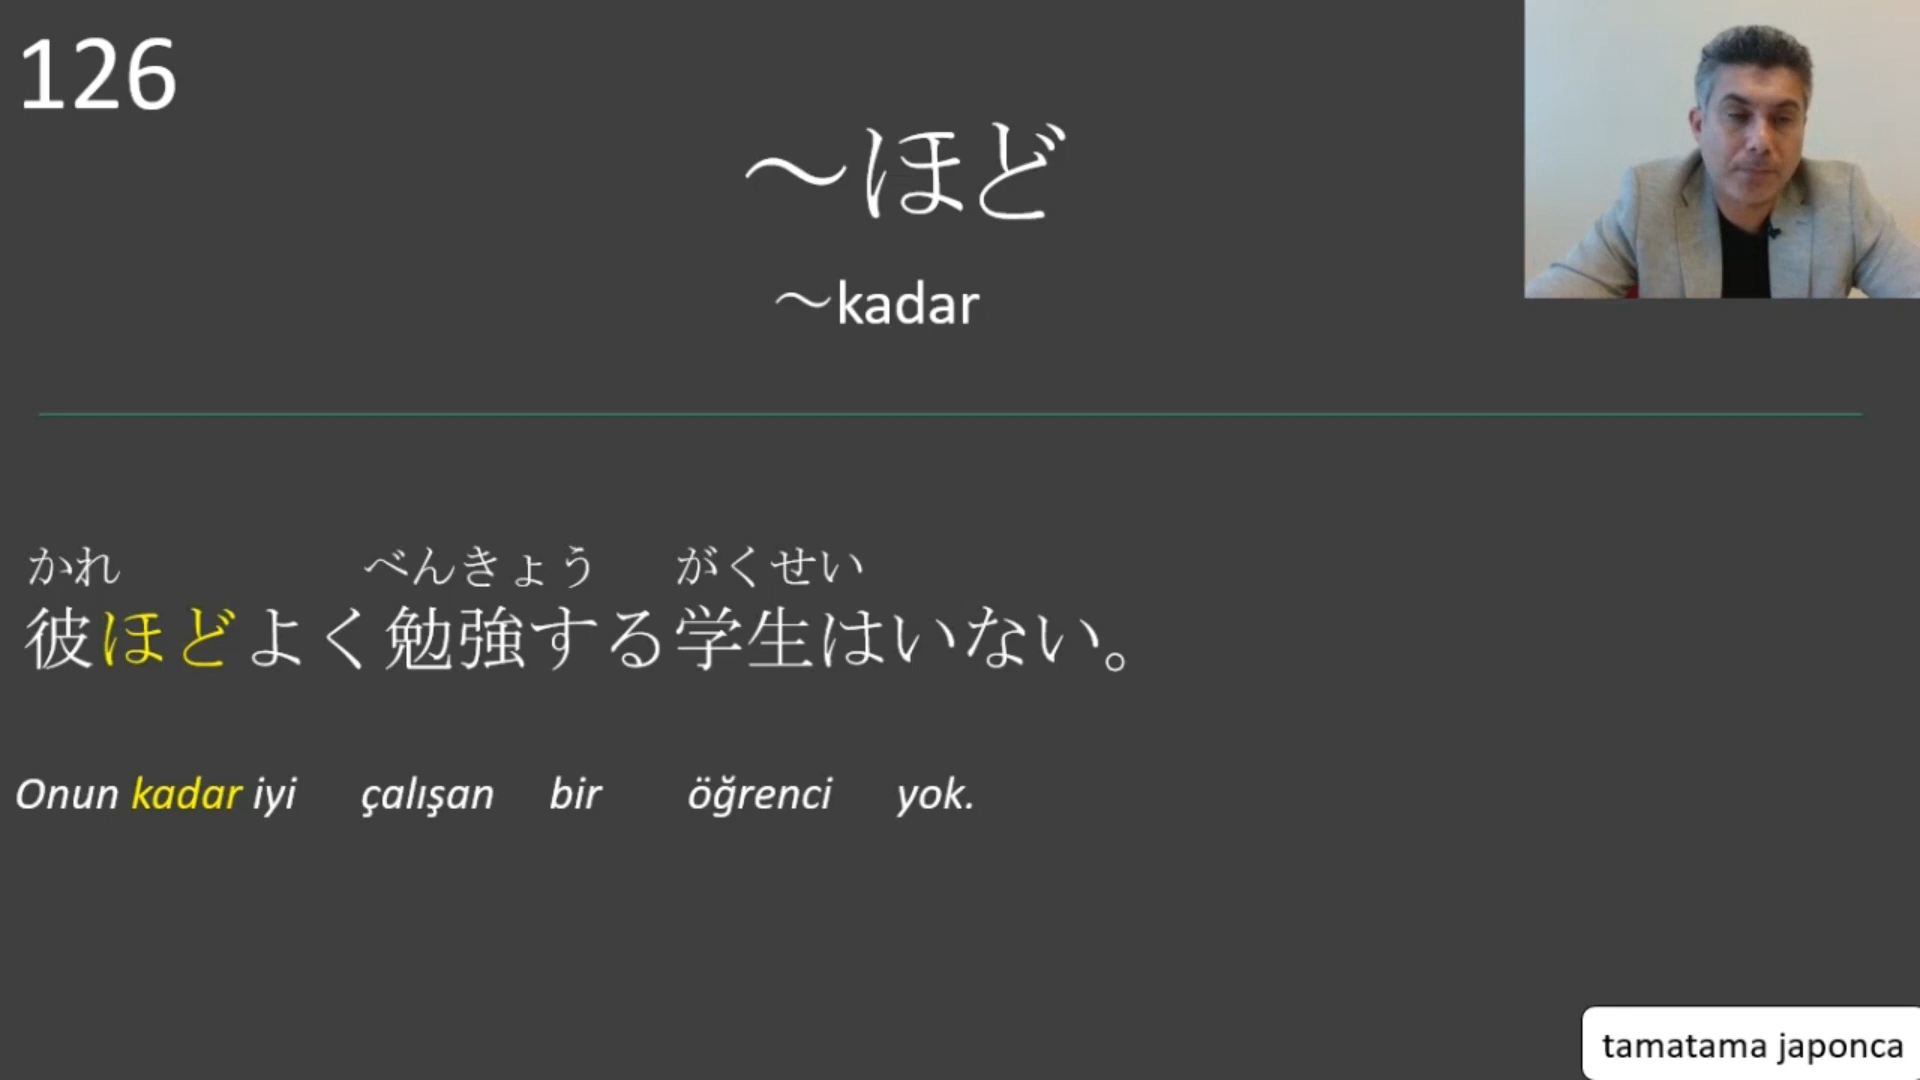 126
～ほど
～kadar
かれ べんきょう がくせい
彼ほどよく勉強する学生はいない。
Onun kadar iyi çalışan bir öğrenci yok.
tamatama japonca